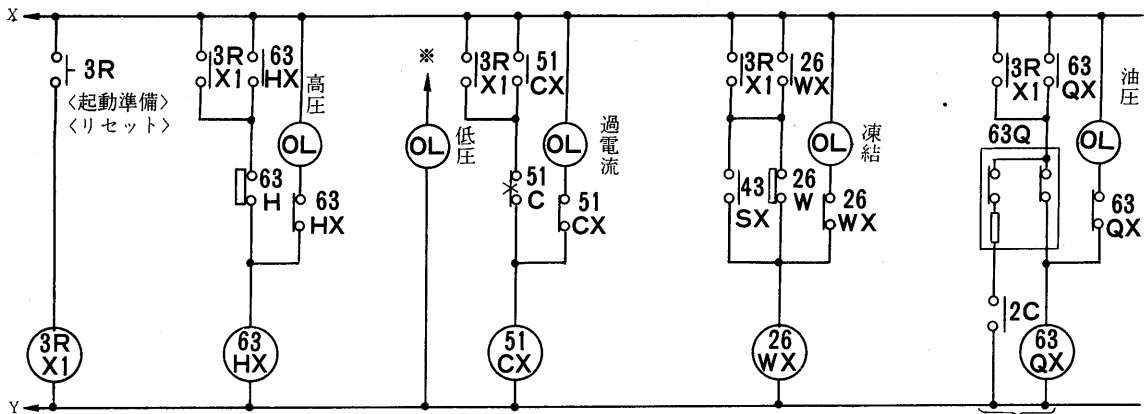 X
3R
〈起動準備〉
〈リセット〉
3R
X1
3R
X1
63
HX
高圧
OL
63
H
63
HX
63
HX
※
OL
低圧
3R
X1
51
CX
過電流
OL
51
C
51
CX
51
CX
3R
X1
26
WX
凍結
OL
43
SX
26
W
26
WX
26
WX
3R
X1
63
QX
油圧
63Q
OL
63
QX
2C
63
QX
Y